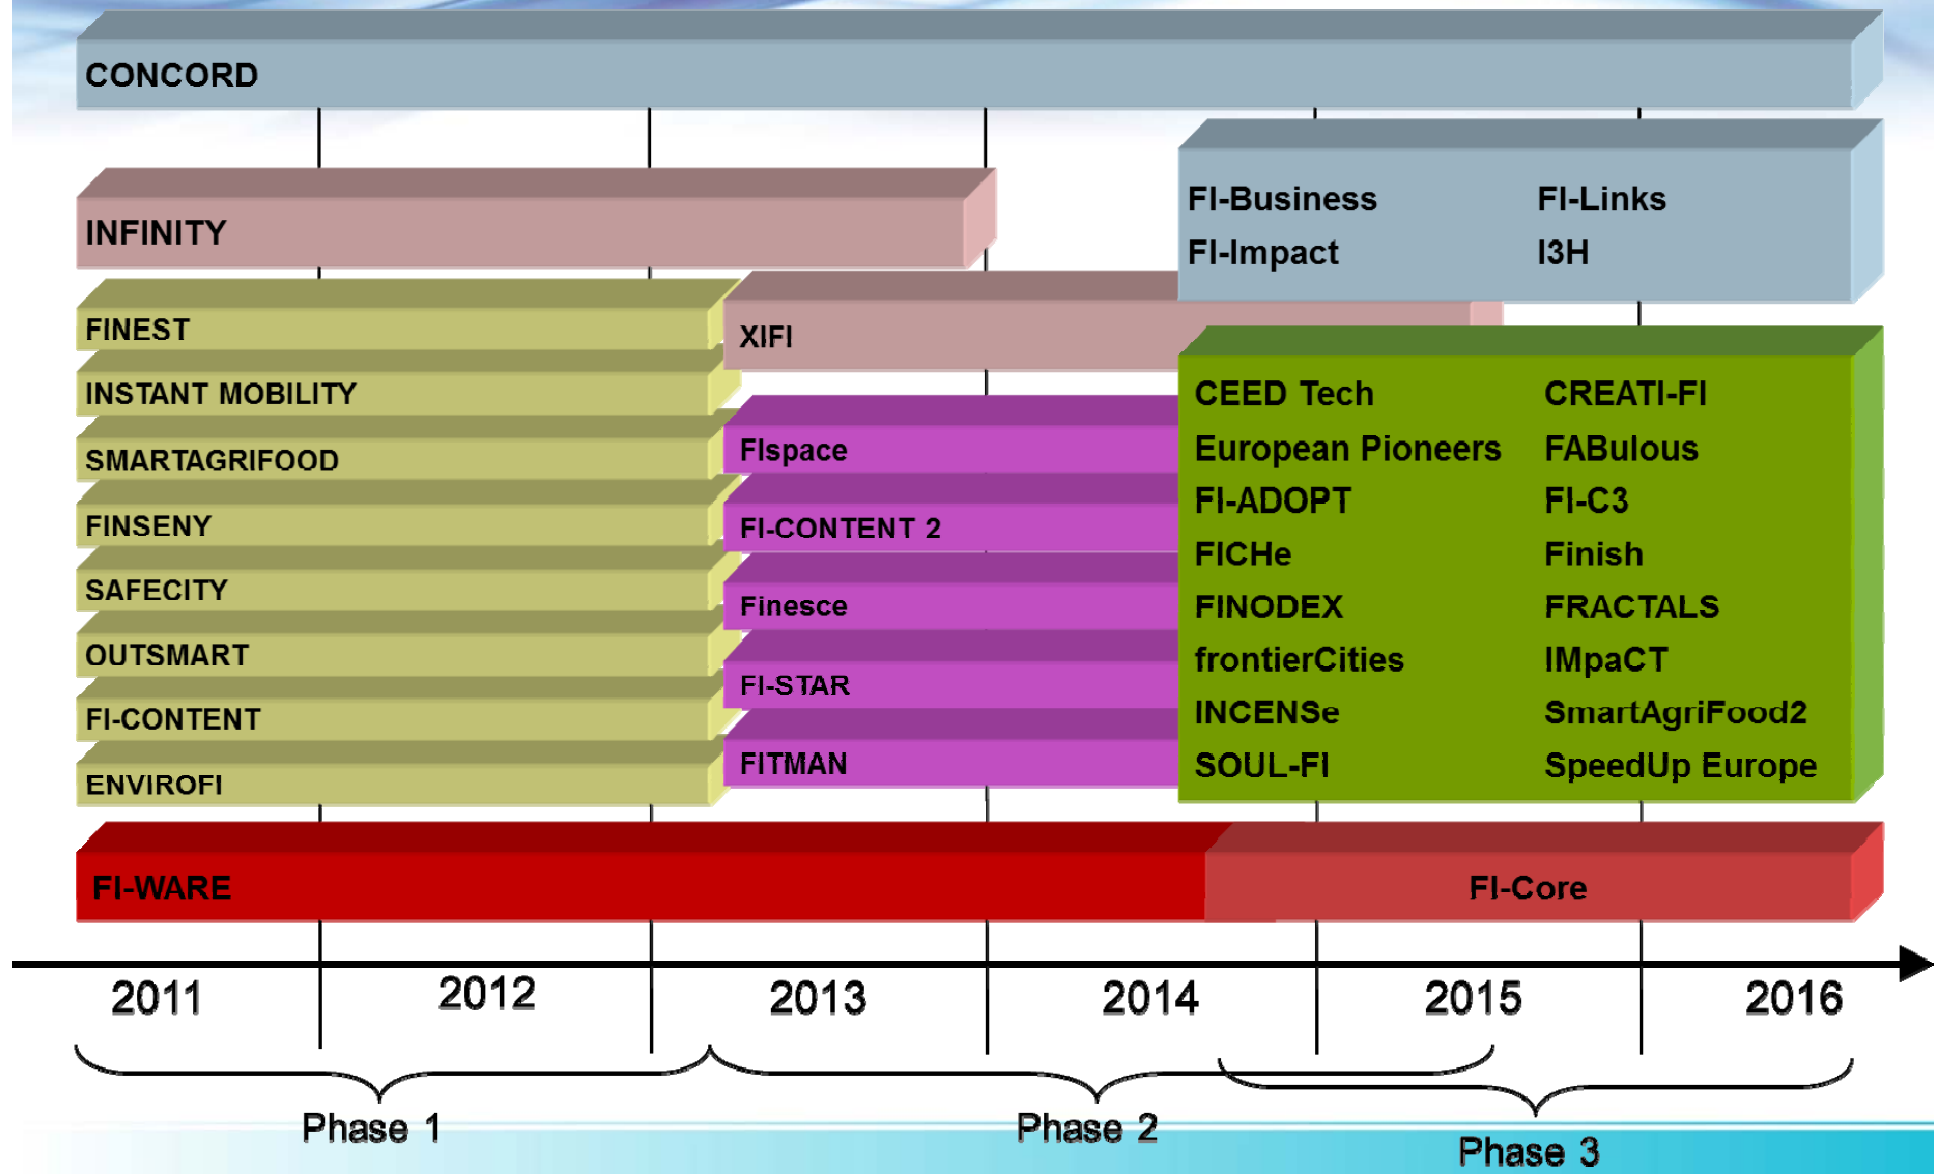 CONCORD
INFINITY
FI-Business
FI-Links
FI-Impact
I3H
FINEST
INSTANT MOBILITY
SMARTAGRIFOOD
FINSENY
SAFECITY
OUTSMART
FI-CONTENT
ENVIROFI
XIFI
FIspace
FI-CONTENT 2
Finesce
FI-STAR
FITMAN
CEED Tech
CREATI-FI
European Pioneers
FABulous
FI-ADOPT
FI-C3
FICHe
Finish
FINODEX
FRACTALS
frontierCities
IMpaCT
INCENSe
SmartAgriFood2
SOUL-FI
SpeedUp Europe
FI-WARE
FI-Core
2011
2012
2013
2014
2015
2016
Phase 1
Phase 2
Phase 3